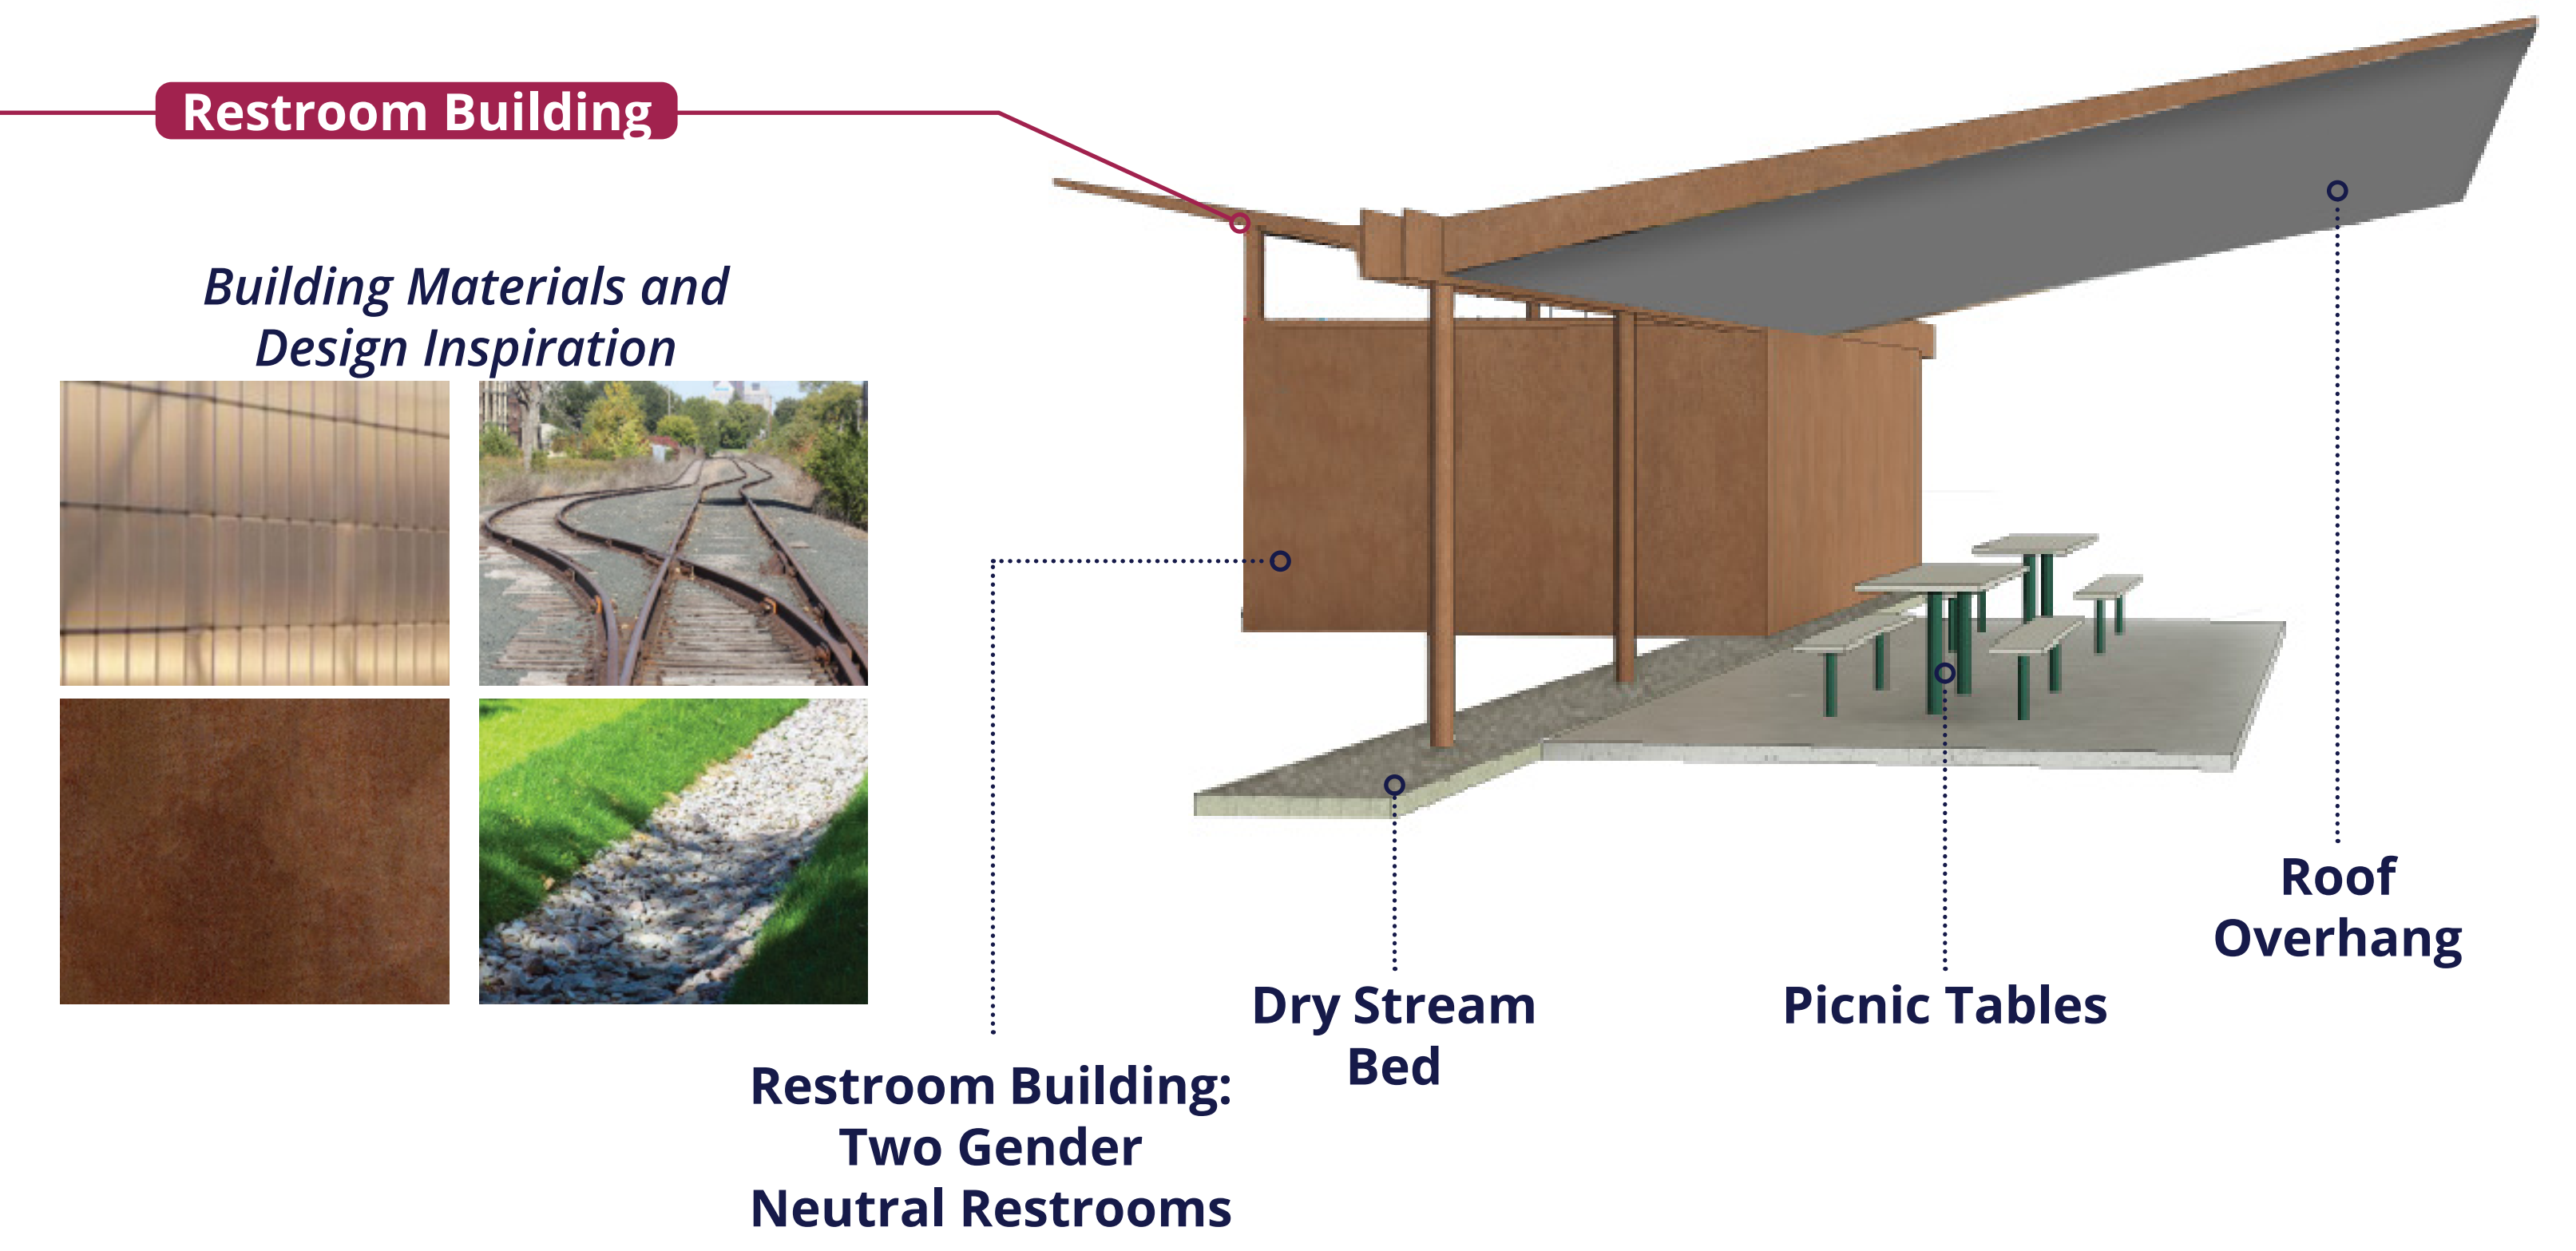 Restroom Building
Building Materials and
Design Inspiration
Roof
Overhang
Dry Stream
Bed
Picnic Tables
Restroom Building:
Two Gender
Neutral Restrooms